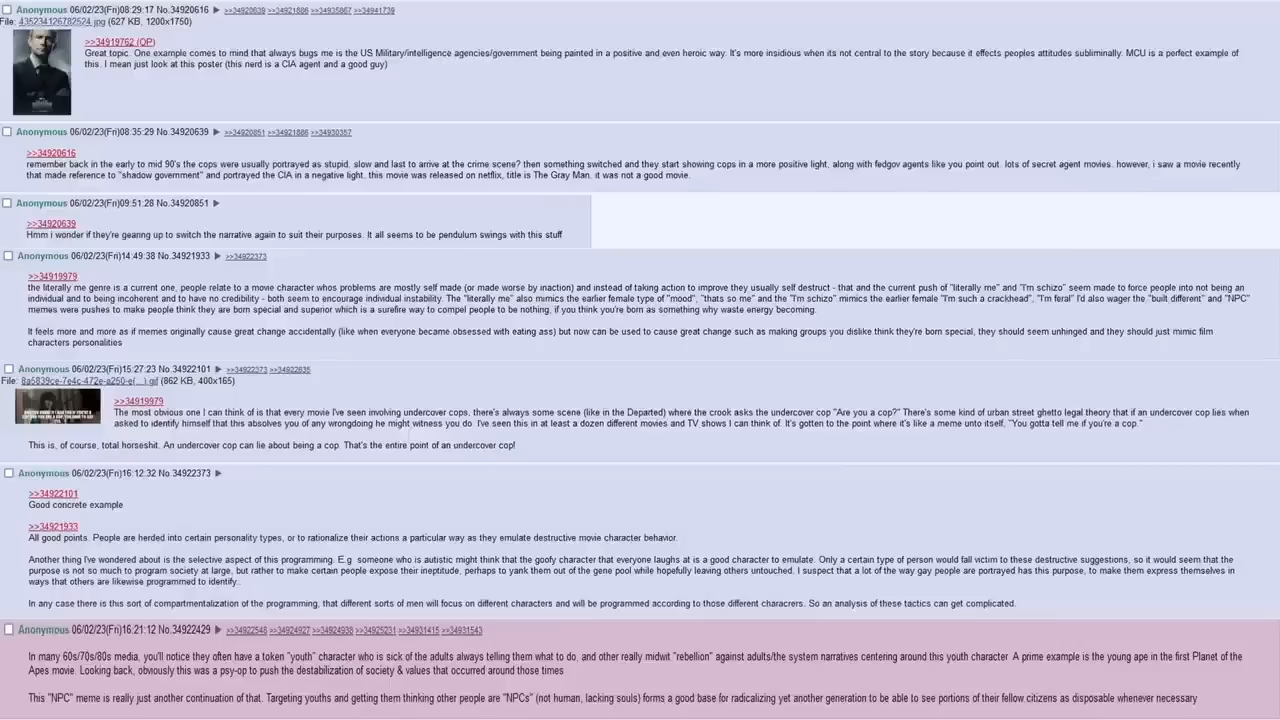 Anonymous 06/02/23(Fri)08:29:17 No.34920616 ▶ >>34920639 >>34921886 >>34935867 >>34941739
File: 435234126782524.jpg (627 KB, 1200x1750)
>>34919762 (OP)
Great topic. One example comes to mind that always bugs me is the US Military/intelligence agencies/government being painted in a positive and even heroic way. It's more insidious when its not central to the story because it effects peoples attitudes subliminally. MCU is a perfect example of
this. I mean just look at this poster (this nerd is a CIA agent and a good guy)
Anonymous 06/02/23(Fri)08:35:29 No.34920639 ▶ >>34920851 >>34921886 >>34930357
>>34920616
remember back in the early to mid 90's the cops were usually portrayed as stupid, slow and last to arrive at the crime scene? then something switched and they start showing cops in a more positive light, along with fedgov agents like you point out. lots of secret agent movies. however, i saw a movie recently
that made reference to "shadow government" and portrayed the CIA in a negative light. this movie was released on netflix, title is The Gray Man. it was not a good movie.
Anonymous 06/02/23(Fri)09:51:28 No.34920851 ▶
>>34920639
Hmm i wonder if they're gearing up to switch the narrative again to suit their purposes. It all seems to be pendulum swings with this stuff
Anonymous 06/02/23(Fri)14:49:38 No.34921933 ▶ >>34922373
>>34919979
the literally me genre is a current one, people relate to a movie character whos problems are mostly self made (or made worse by inaction) and instead of taking action to improve they usually self destruct - that and the current push of "literally me" and "I'm schizo" seem made to force people into not being an
individual and to being incoherent and to have no credibility - both seem to encourage individual instability. The "literally me" also mimics the earlier female type of "mood", "thats so me" and the "I'm schizo" mimics the earlier female "I'm such a crackhead", "I'm feral" I'd also wager the "built different" and "NPC"
memes were pushes to make people think they are born special and superior which is a surefire way to compel people to be nothing, if you think you're born as something why waste energy becoming.
It feels more and more as if memes originally cause great change accidentally (like when everyone became obsessed with eating ass) but now can be used to cause great change such as making groups you dislike think they're born special, they should seem unhinged and they should just mimic film
characters personalities
Anonymous 06/02/23(Fri)15:27:23 No.34922101 ▶ >>34922373 >>34922635
File: 8a5839ce-7e4c-472e-a250-e(...).gif (862 KB, 400x165)
>>34919979
The most obvious one I can think of is that every movie I've seen involving undercover cops, there's always some scene (like in the Departed) where the crook asks the undercover cop "Are you a cop?" There's some kind of urban street ghetto legal theory that if an undercover cop lies when
asked to identify himself that this absolves you of any wrongdoing he might witness you do. I've seen this in at least a dozen different movies and TV shows I can think of. It's gotten to the point where it's like a meme unto itself, "You gotta tell me if you're a cop."
This is, of course, total horseshit. An undercover cop can lie about being a cop. That's the entire point of an undercover cop!
Anonymous 06/02/23(Fri)16:12:32 No.34922373 ▶
>>34922101
Good concrete example
>>34921933
All good points. People are herded into certain personality types, or to rationalize their actions a particular way as they emulate destructive movie character behavior.
Another thing I've wondered about is the selective aspect of this programming. E.g. someone who is autistic might think that the goofy character that everyone laughs at is a good character to emulate. Only a certain type of person would fall victim to these destructive suggestions, so it would seem that the
purpose is not so much to program society at large, but rather to make certain people expose their ineptitude, perhaps to yank them out of the gene pool while hopefully leaving others untouched. I suspect that a lot of the way gay people are portrayed has this purpose, to make them express themselves in
ways that others are likewise programmed to identify..
In any case there is this sort of compartmentalization of the programming, that different sorts of men will focus on different characters and will be programmed according to those different characrers. So an analysis of these tactics can get complicated.
Anonymous 06/02/23(Fri)16:21:12 No.34922429 ▶ >>34922548 >>34924927 >>34924938 >>34925231 >>34931415 >>34931543
In many 60s/70s/80s media, you'll notice they often have a token "youth" character who is sick of the adults always telling them what to do, and other really midwit "rebellion" against adults/the system narratives centering around this youth character. A prime example is the young ape in the first Planet of the
Apes movie. Looking back, obviously this was a psy-op to push the destabilization of society & values that occurred around those times
This "NPC" meme is really just another continuation of that. Targeting youths and getting them thinking other people are "NPCs" (not human, lacking souls) forms a good base for radicalizing yet another generation to be able to see portions of their fellow citizens as disposable whenever necessary